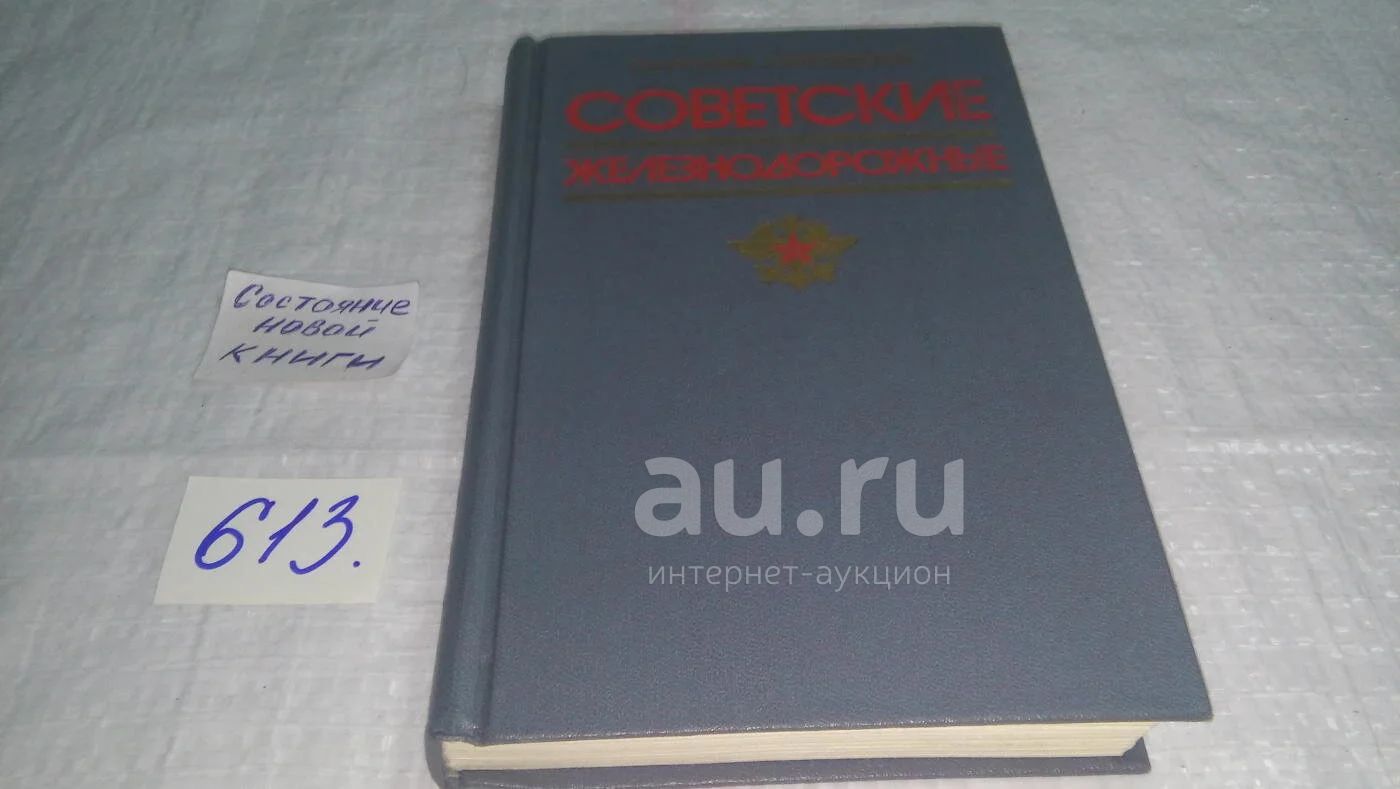 СОВЕТСКИЕ
ЖЕЛЕЗНОДОРОЖНЫЕ
Состояние
новой
книги
613.
au.ru
интернет-аукцион